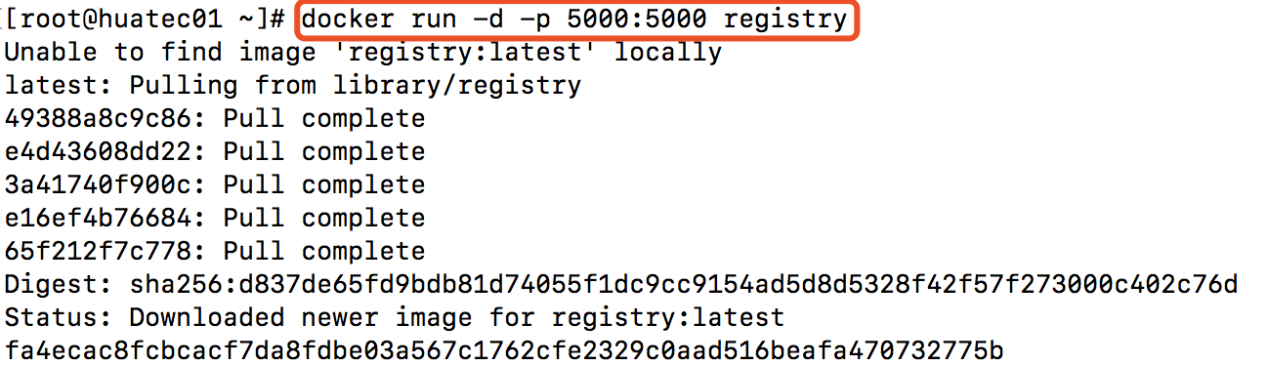 [root@huatec01 ~]# docker run -d -p 5000:5000 registry
Unable to find image 'registry:latest' locally
latest: Pulling from library/registry
49388a8c9c86: Pull complete
e4d43608dd22: Pull complete
3a41740f900c: Pull complete
e16ef4b76684: Pull complete
65f212f7c778: Pull complete
Digest: sha256:d837de65fd9bdb81d74055f1dc9cc9154ad5d8d5328f42f57f273000c402c76d
Status: Downloaded newer image for registry:latest
fa4ecac8fcbcacf7da8fdbe03a567c1762cfe2329c0aad516beafa470732775b